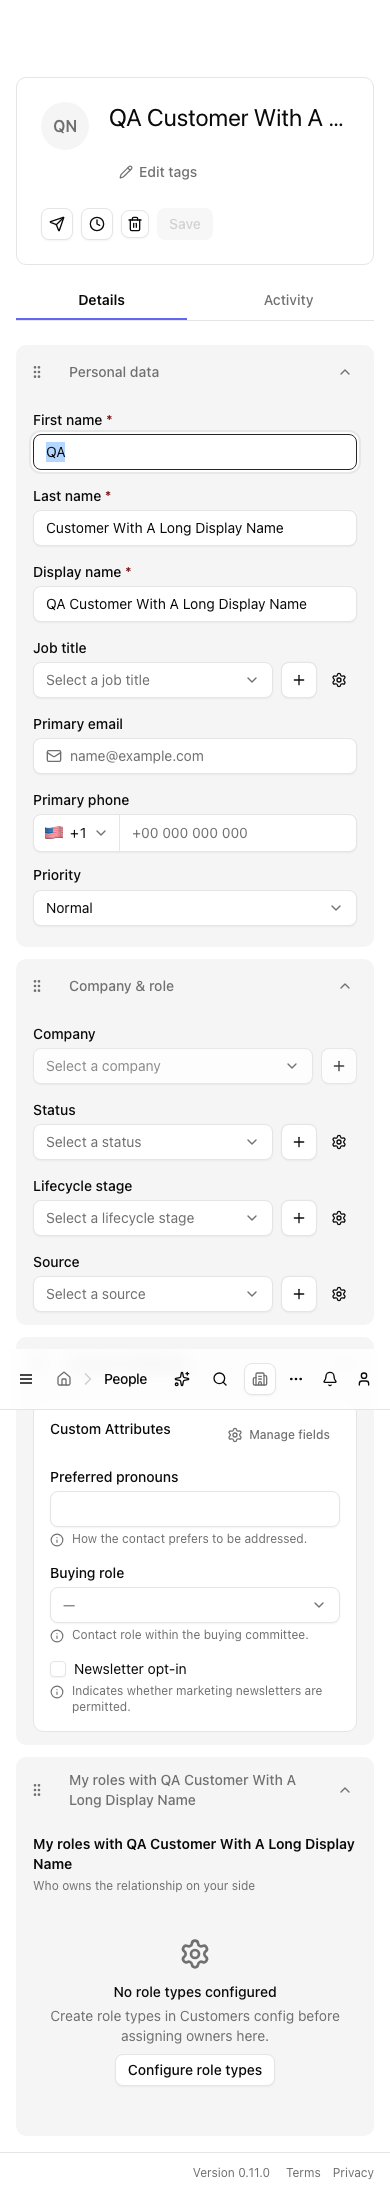 QN
QA Customer With A ...
Edit tags
Save
Details
Activity
Personal data
First name *
QA
Last name *
Customer With A Long Display Name
Display name *
QA Customer With A Long Display Name
Job title
Select a job title
Primary email
name@example.com
Primary phone
+1
+00 000 000 000
Priority
Normal
Company & role
Company
Select a company
Status
Select a status
Lifecycle stage
Select a lifecycle stage
Source
Select a source
People
Custom Attributes
Manage fields
Preferred pronouns
How the contact prefers to be addressed.
Buying role
—
Contact role within the buying committee.
Newsletter opt-in
Indicates whether marketing newsletters are
permitted.
My roles with QA Customer With A
Long Display Name
My roles with QA Customer With A Long Display
Name
Who owns the relationship on your side
No role types configured
Create role types in Customers config before
assigning owners here.
Configure role types
Version 0.11.0
Terms
Privacy